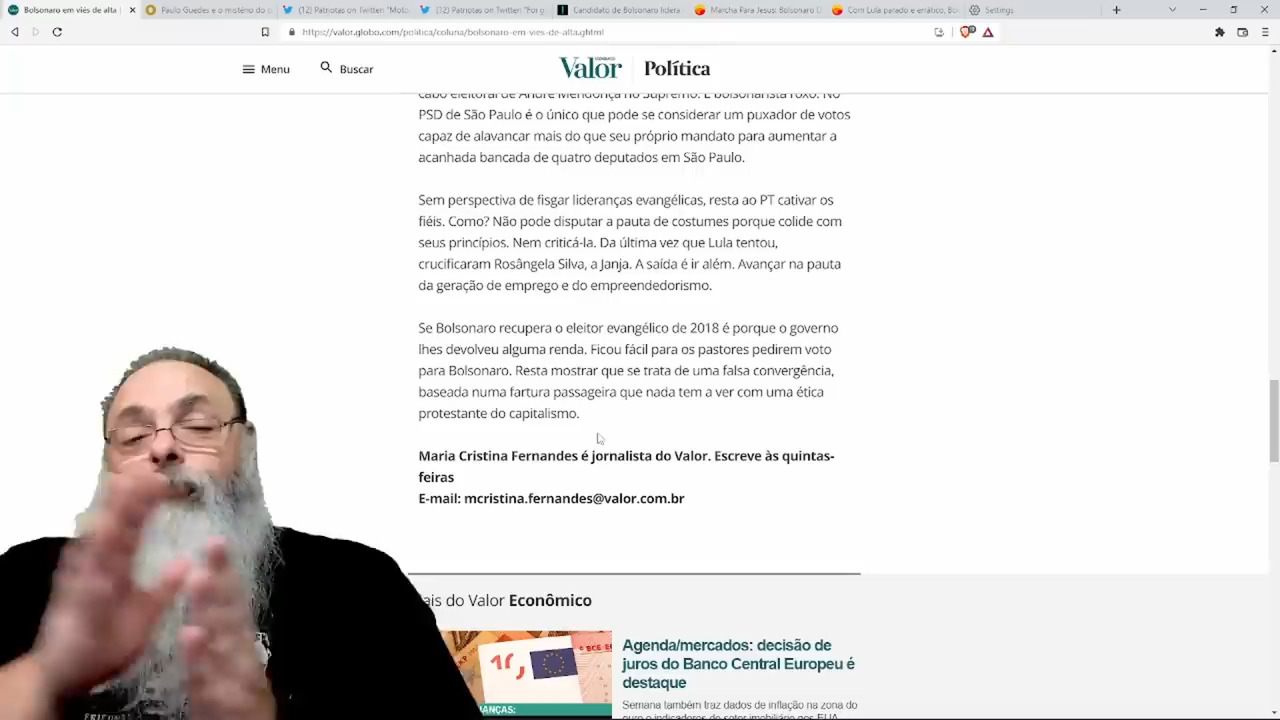 Bolsonaro em viés de alta
Paulo Guedes e o mistério do
(12) Patriotas on Twitter: "Moto
(12) Patriotas on Twitter: "For g
Candidato de Bolsonaro lidera
Marcha Para Jesus: Bolsonaro
Com Lula parado e errático, Bo
Settings
https://valor.globo.com/politica/coluna/bolsonaro-em-vies-de-alta.ghtml
Menu
Buscar
Valor
Política
cabo eleitoral de André Mendonça no Supremo. É bolsonarista roxo. No
PSD de São Paulo é o único que pode se considerar um puxador de votos
capaz de alavancar mais do que seu próprio mandato para aumentar a
acanhada bancada de quatro deputados em São Paulo.
Sem perspectiva de fisgar lideranças evangélicas, resta ao PT cativar os
fiéis. Como? Não pode disputar a pauta de costumes porque colide com
seus princípios. Nem criticá-la. Da última vez que Lula tentou,
crucificaram Rosângela Silva, a Janja. A saída é ir além. Avançar na pauta
da geração de emprego e do empreendedorismo.
Se Bolsonaro recupera o eleitor evangélico de 2018 é porque o governo
lhes devolveu alguma renda. Ficou fácil para os pastores pedirem voto
para Bolsonaro. Resta mostrar que se trata de uma falsa convergência,
baseada numa fartura passageira que nada tem a ver com uma ética
protestante do capitalismo.
Maria Cristina Fernandes é jornalista do Valor. Escreve às quintas-
feiras
E-mail: mcristina.fernandes@valor.com.br
ais do Valor Econômico
NANÇAS:
Agenda/mercados: decisão de
juros do Banco Central Europeu é
destaque
Semana também traz dados de inflação na zona do
euro e indicadores do setor imobiliário nos EUA